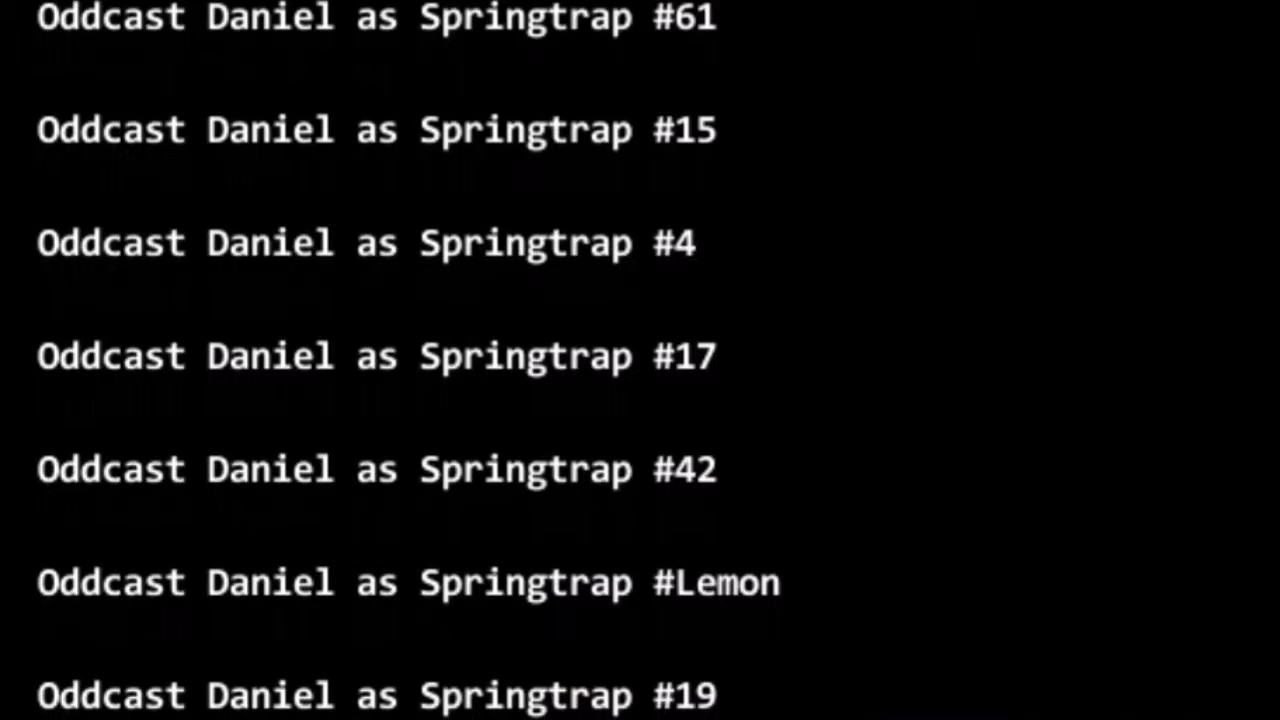 Oddcast Daniel as Springtrap #61
Oddcast Daniel as Springtrap #15
Oddcast Daniel as Springtrap #4
Oddcast Daniel as Springtrap #17
Oddcast Daniel as Springtrap #42
Oddcast Daniel as Springtrap #Lemon
Oddcast Daniel as Springtrap #19